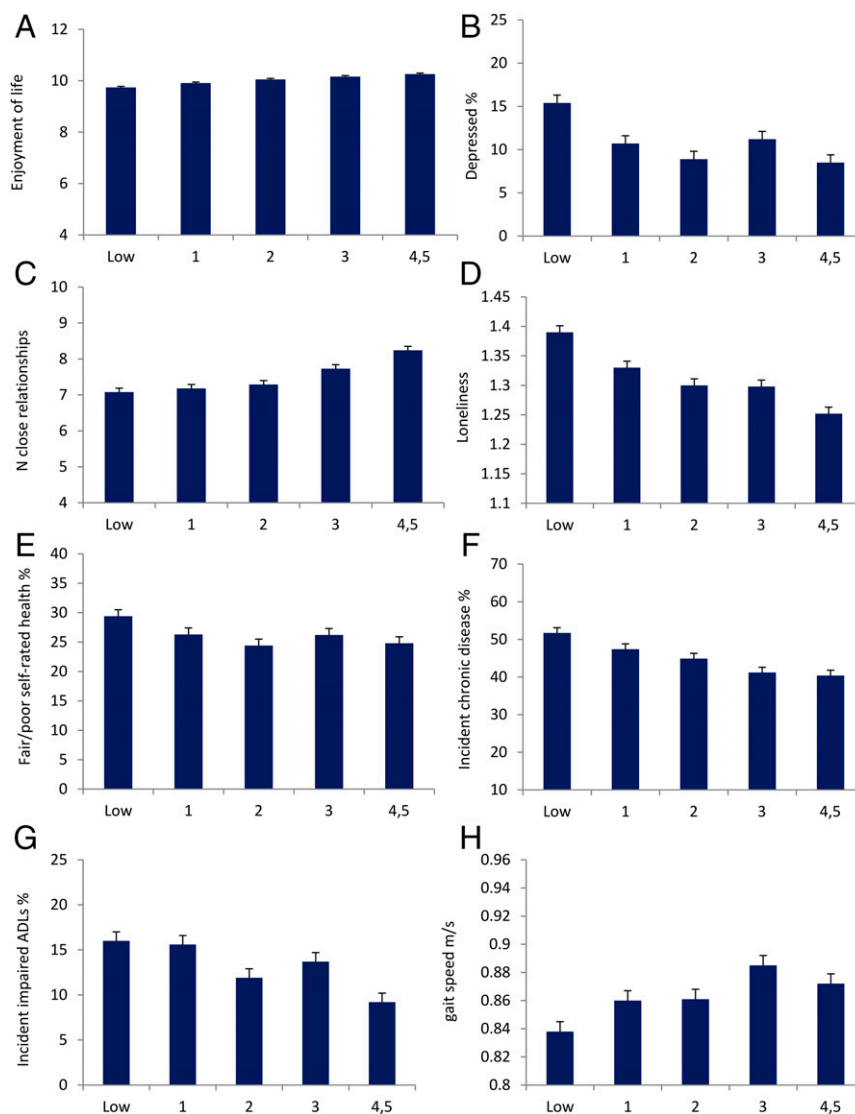 A
12
10
8
6
4
Enjoyment of life
Low 1 2 3 4,5
B
25
20
15
10
5
0
Depressed %
Low 1 2 3 4,5
C
10
9
8
7
6
5
4
N close relationships
Low 1 2 3 4,5
D
1.45
1.4
1.35
1.3
1.25
1.2
1.15
1.1
Loneliness
Low 1 2 3 4,5
E
40
35
30
25
20
15
10
5
0
Fair/poor self-rated health %
Low 1 2 3 4,5
F
70
60
50
40
30
20
10
Incident chronic disease %
Low 1 2 3 4,5
G
25
20
15
10
5
0
Incident impaired ADLs %
Low 1 2 3 4,5
H
0.96
0.94
0.92
0.9
0.88
0.86
0.84
0.82
0.8
gait speed m/s
Low 1 2 3 4,5